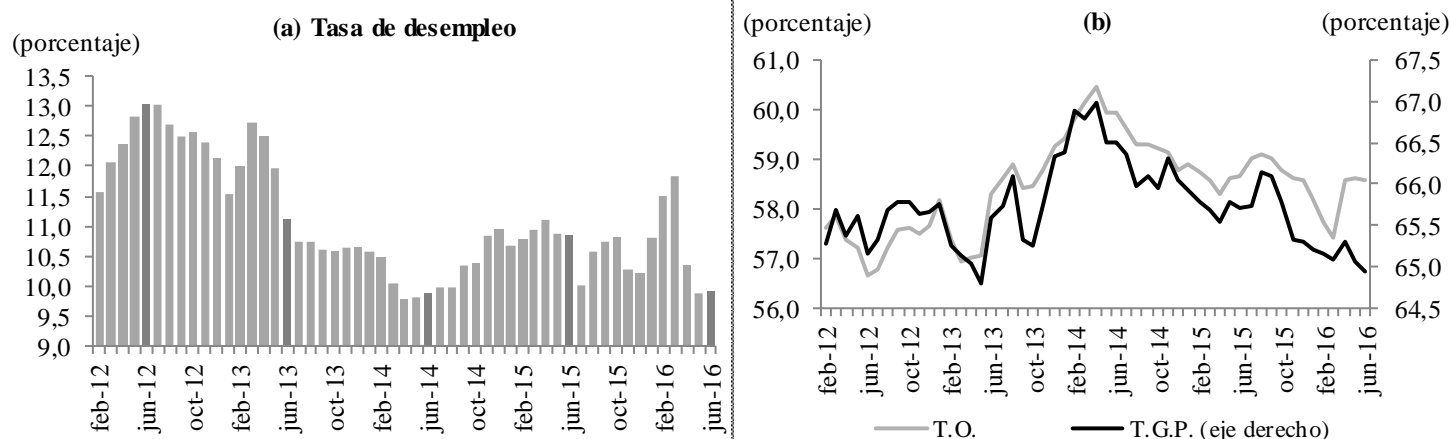 (a) Tasa de desempleo
(porcentaje)
13,5
13,0
12,5
12,0
11,5
11,0
10,5
10,0
9,5
9,0
feb-12
jun-12
oct-12
feb-13
jun-13
oct-13
feb-14
jun-14
oct-14
feb-15
jun-15
oct-15
feb-16
jun-16
(b)
(porcentaje)
(porcentaje)
61,0
60,0
59,0
58,0
57,0
56,0
67,5
67,0
66,5
66,0
65,5
65,0
64,5
feb-12
jun-12
oct-12
feb-13
jun-13
oct-13
feb-14
jun-14
oct-14
feb-15
jun-15
oct-15
feb-16
jun-16
T.O.
T.G.P. (eje derecho)